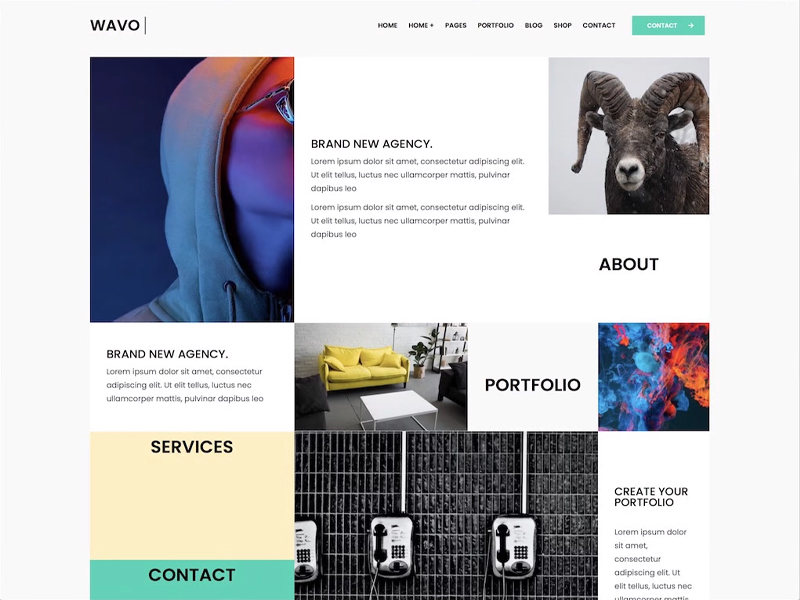 WAVO
HOME HOME + PAGES PORTFOLIO BLOG SHOP CONTACT
CONTACT →
BRAND NEW AGENCY.
Lorem ipsum dolor sit amet, consectetur adipiscing elit.
Ut elit tellus, luctus nec ullamcorper mattis, pulvinar
dapibus leo
Lorem ipsum dolor sit amet, consectetur adipiscing elit.
Ut elit tellus, luctus nec ullamcorper mattis, pulvinar
dapibus leo
ABOUT
BRAND NEW AGENCY.
Lorem ipsum dolor sit amet, consectetur
adipiscing elit. Ut elit tellus, luctus nec
ullamcorper mattis, pulvinar dapibus leo
PORTFOLIO
SERVICES
CONTACT
CREATE YOUR
PORTFOLIO
Lorem ipsum dolor
sit amet,
consectetur
adipiscing elit. Ut
elit tellus, luctus nec
ullamcorper mattis,